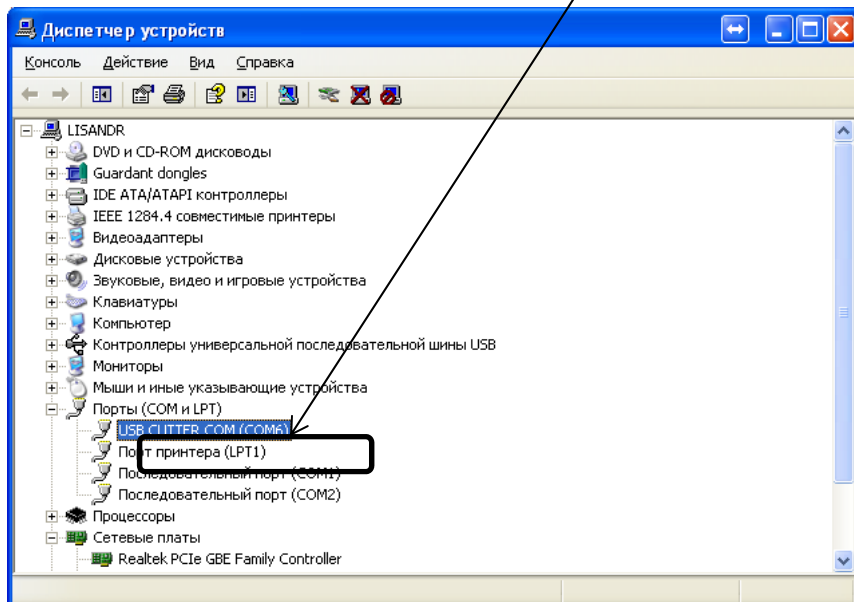 Диспетчер устройств
Консоль Действие Вид Справка
LISANDR
DVD и CD-ROM дисководы
Guardant dongles
IDE ATA/ATAPI контроллеры
IEEE 1284.4 совместимые принтеры
Видеоадаптеры
Дисковые устройства
Звуковые, видео и игровые устройства
Клавиатуры
Компьютер
Контроллеры универсальной последовательной шины USB
Мониторы
Мыши и иные указывающие устройства
Порты (COM и LPT)
USB CUTTER COM (COM6)
Порт принтера (LPT1)
Последовательный порт (COM1)
Последовательный порт (COM2)
Процессоры
Сетевые платы
Realtek PCIe GBE Family Controller